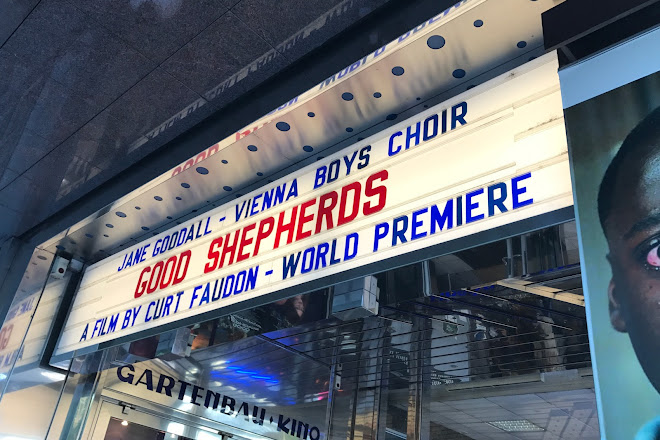 JANE GOODALL - VIENNA BOYS CHOIR
GOOD SHEPHERDS
A FILM BY CURT FAUDON - WORLD PREMIERE
GARTENBAU-KINO